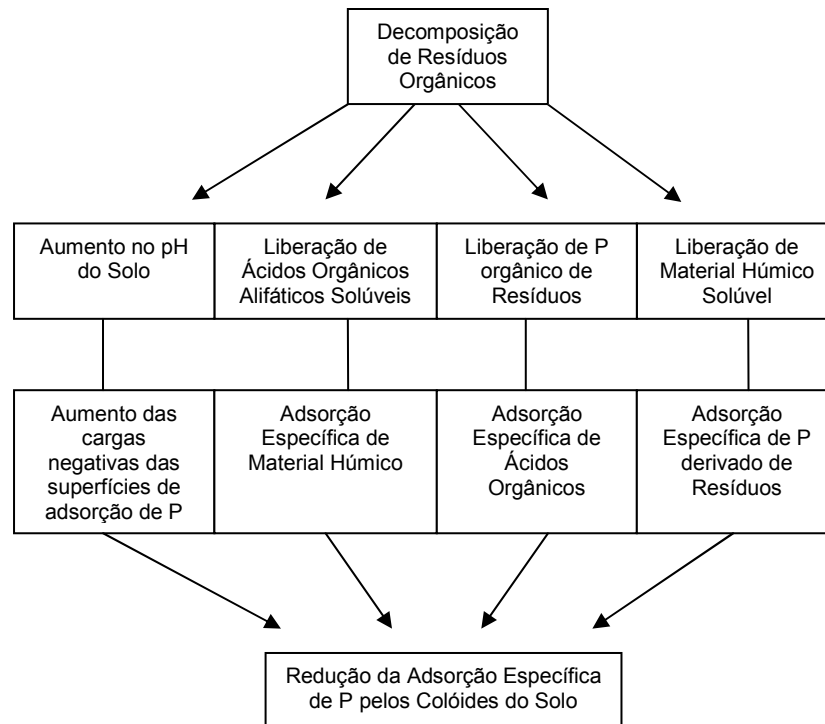 Decomposição
de Resíduos
Orgânicos
Aumento no pH
do Solo
Liberação de
Ácidos Orgânicos
Alifáticos Solúveis
Liberação de P
orgânico de
Resíduos
Liberação de
Material Húmico
Solúvel
Aumento das
cargas
negativas das
superfícies de
adsorção de P
Adsorção
Específica de
Material Húmico
Adsorção
Específica de
Ácidos
Orgânicos
Adsorção
Específica de P
derivado de
Resíduos
Redução da Adsorção Específica
de P pelos Colóides do Solo